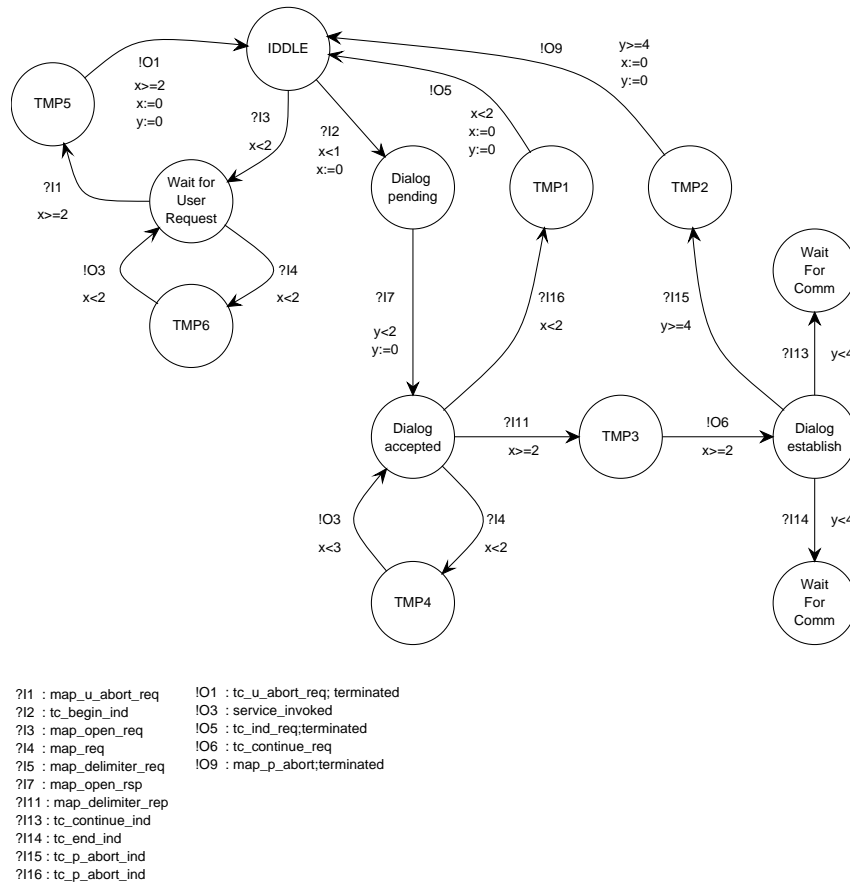 IDDLE
!O9
y>=4
x:=0
y:=0
!O1
x>=2
x:=0
y:=0
TMP5
!O5
x<2
x:=0
y:=0
?I3
x<2
?I2
x<1
x:=0
?I1
x>=2
Wait for
User
Request
Dialog
pending
TMP1
TMP2
Wait
For
Comm
!O3
x<2
?I4
x<2
TMP6
?I7
y<2
y:=0
?I16
x<2
?I15
y>=4
?I13
y<4
Dialog
accepted
?I11
x>=2
TMP3
!O6
x>=2
Dialog
establish
!O3
x<3
?I4
x<2
?I14
y<4
TMP4
Wait
For
Comm
?I1 : map_u_abort_req
?I2 : tc_begin_ind
?I3 : map_open_req
?I4 : map_req
?I5 : map_delimiter_req
?I7 : map_open_rsp
?I11 : map_delimiter_rep
?I13 : tc_continue_ind
?I14 : tc_end_ind
?I15 : tc_p_abort_ind
?I16 : tc_p_abort_ind
!O1 : tc_u_abort_req; terminated
!O3 : service_invoked
!O5 : tc_ind_req;terminated
!O6 : tc_continue_req
!O9 : map_p_abort;terminated